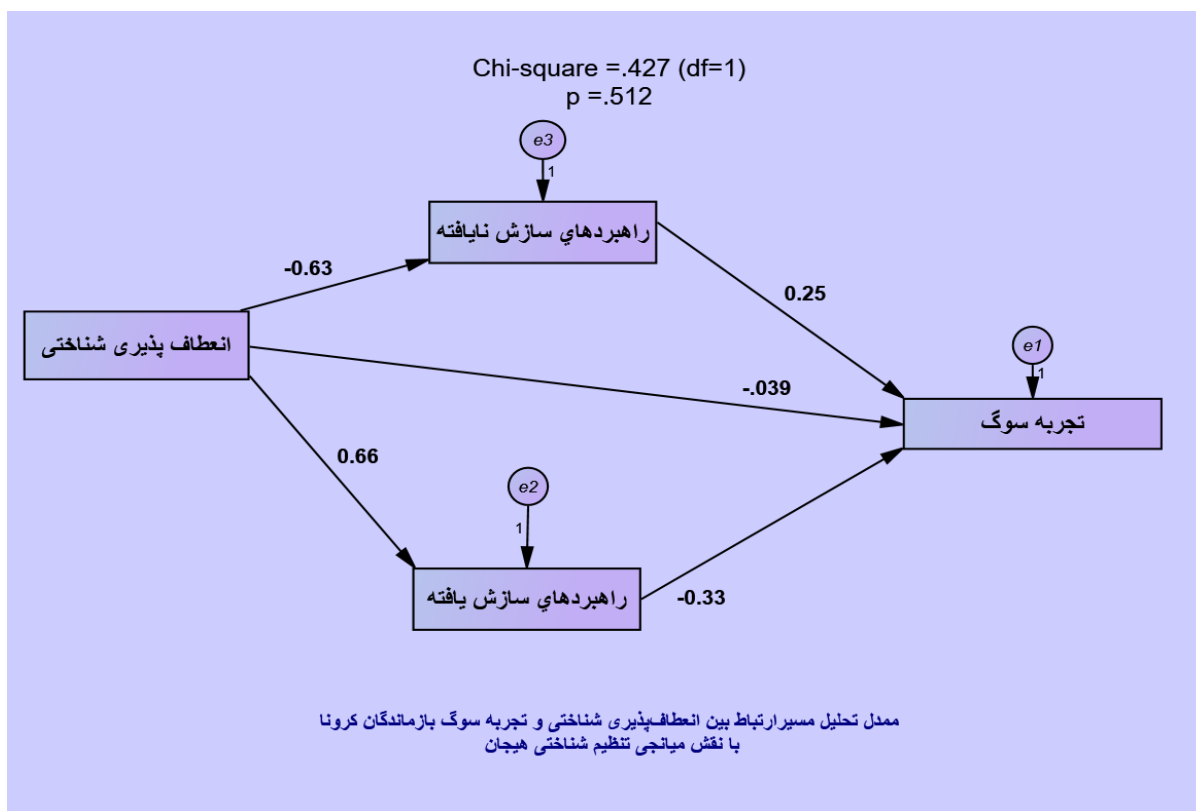 Chi-square =.427 (df=1)
p =.512
e3
1
راهبردهاي سازش نايافته
-0.63
0.25
انعطاف پذیری شناختی
e1
1
-.039
تجربه سوگ
0.66
e2
1
راهبردهاي سازش يافته
-0.33
ممدل تحلیل مسیرارتباط بین انعطاف‌پذیری شناختی و تجربه سوگ بازماندگان کرونا
با نقش میانجی تنظیم شناختی هیجان